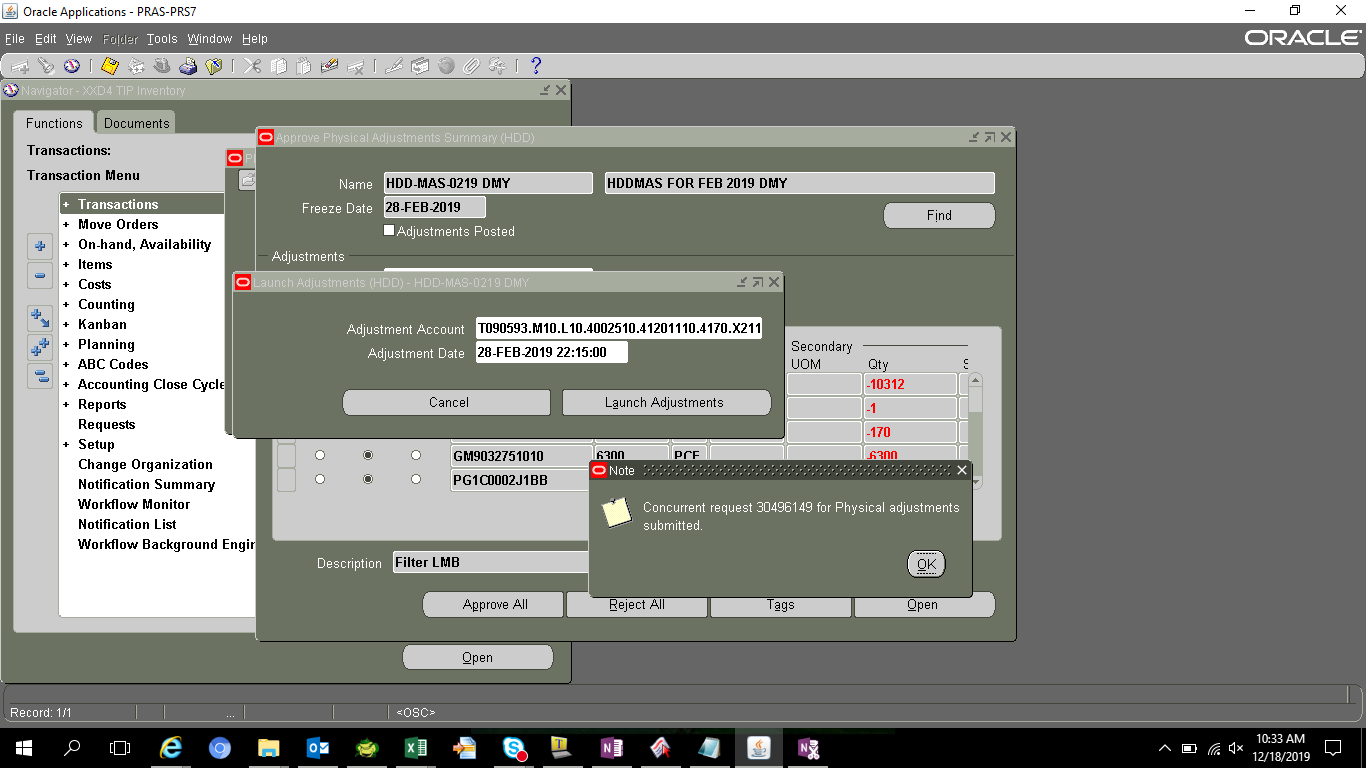 Oracle Applications - PRAS-PRS7
File Edit View Folder Tools Window Help
ORACLE
Navigator - XXD4 TIP Inventory
Functions
Documents
Transactions:
Transaction Menu
+ Transactions
+ Move Orders
+ On-hand, Availability
+ Items
+ Costs
+ Counting
+ Kanban
+ Planning
+ ABC Codes
+ Accounting Close Cycle
+ Reports
Requests
+ Setup
Change Organization
Notification Summary
Workflow Monitor
Notification List
Workflow Background Engir
Open
Approve Physical Adjustments Summary (HDD)
Name HDD-MAS-0219 DMY HDDMAS FOR FEB 2019 DMY
Freeze Date 28-FEB-2019
Find
Adjustments Posted
Adjustments
Launch Adjustments (HDD) - HDD-MAS-0219 DMY
Adjustment Account T090593.M10.L10.4002510.41201110.4170.X211
Adjustment Date 28-FEB-2019 22:15:00
Cancel
Launch Adjustments
Secondary
UOM Qty S
-10312
-1
-170
GM9032751010 6300 PCE -6300
PG1C0002J1BB
Note
Concurrent request 30496149 for Physical adjustments
submitted.
OK
Description Filter LMB
Approve All Reject All Tags Open
Record: 1/1 ... <OSC>
10:33 AM
12/18/2019